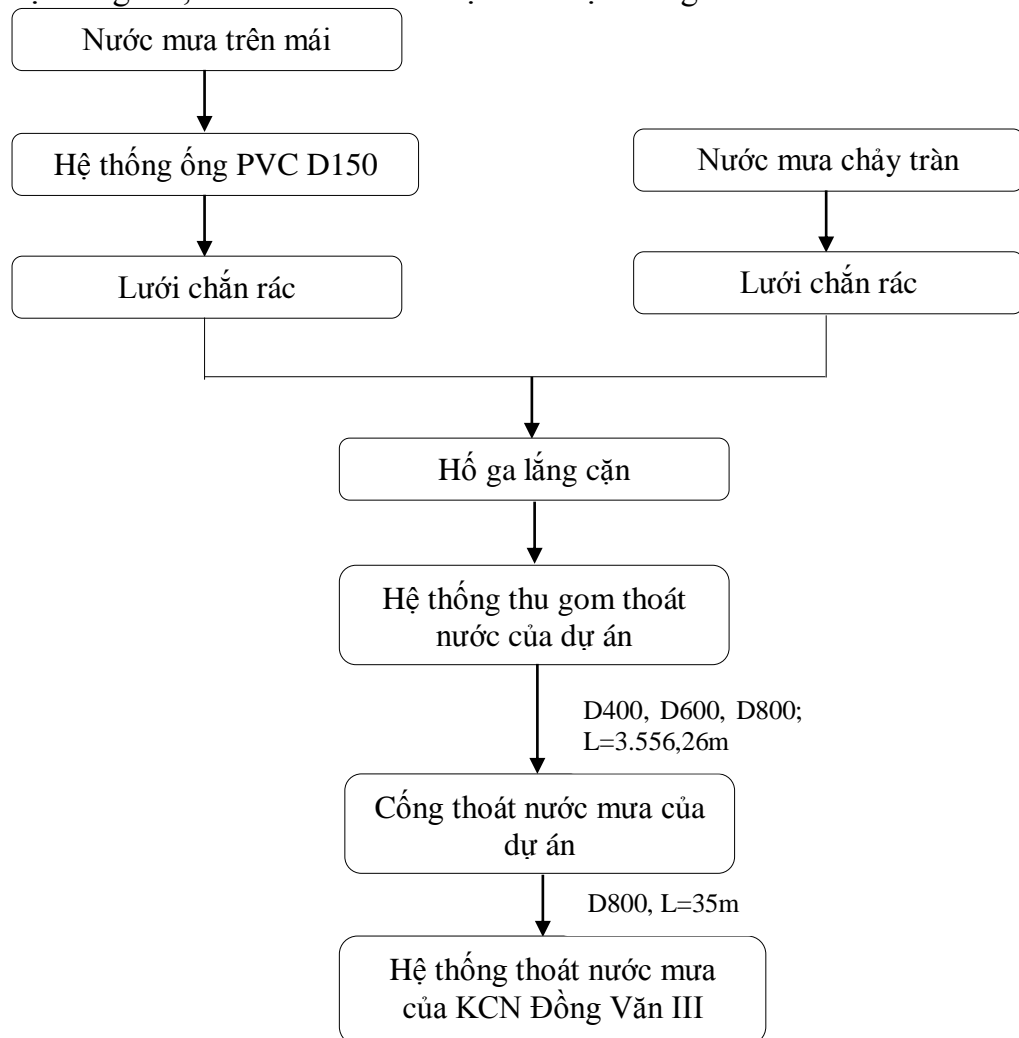 Nước mưa trên mái
Hệ thống ống PVC D150
Nước mưa chảy tràn
Lưới chắn rác
Lưới chắn rác
Hố ga lắng cặn
Hệ thống thu gom thoát
nước của dự án
D400, D600, D800;
L=3.556,26m
Cống thoát nước mưa của
dự án
D800, L=35m
Hệ thống thoát nước mưa
của KCN Đồng Văn III